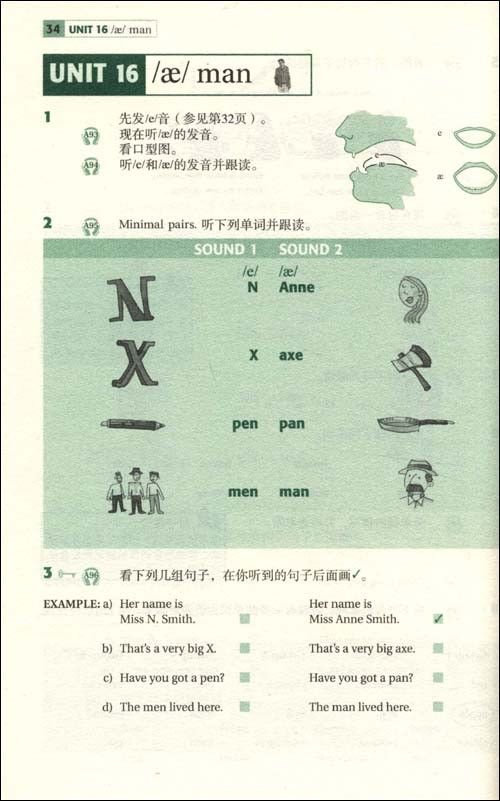 34 UNIT 16 /æ/ man
UNIT 16 /æ/ man
1 先发/e/音（参见第32页）。
A93 现在听/æ/的发音。
看口型图。
A94 听/e/和/æ/的发音并跟读。
e
æ
e
æ
2 A95 Minimal pairs. 听下列单词并跟读。
SOUND 1 SOUND 2
/e/ /æ/
N N Anne
X X axe
pen pan
men man
3 A96 看下列几组句子，在你听到的句子后面画✓。
EXAMPLE: a) Her name is Her name is
Miss N. Smith. Miss Anne Smith. ✓
b) That's a very big X. That's a very big axe.
c) Have you got a pen? Have you got a pan?
d) The men lived here. The man lived here.